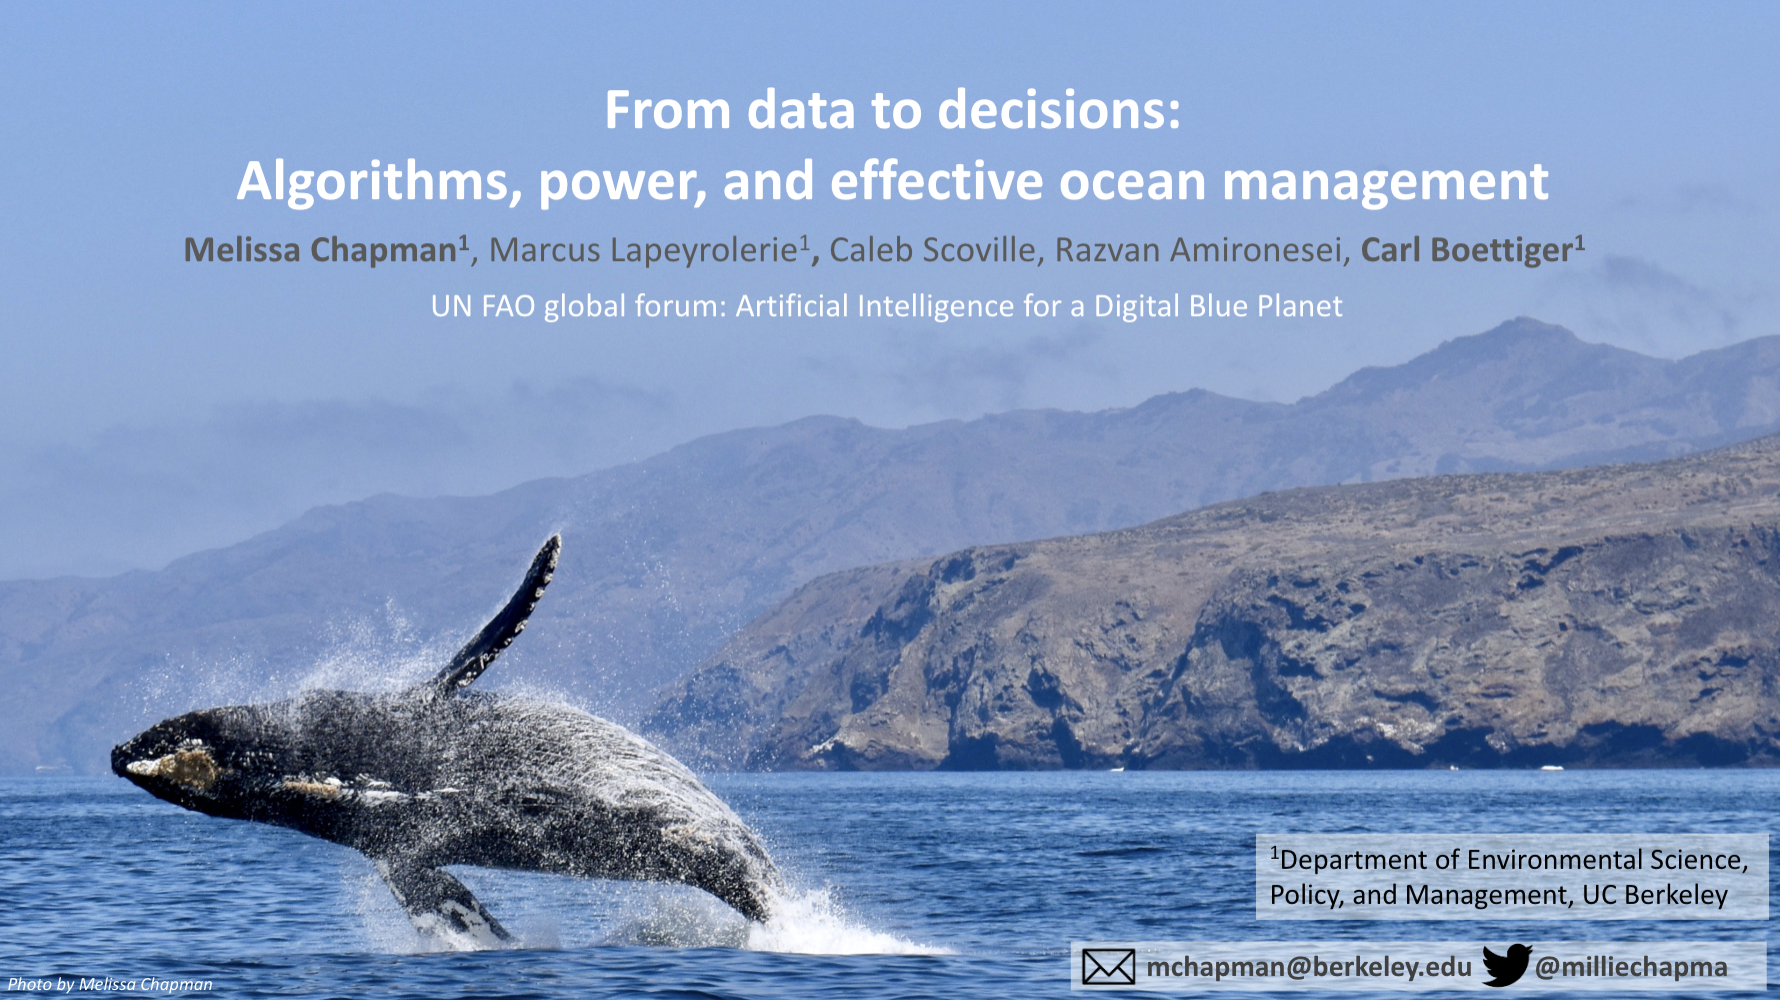 From data to decisions:
Algorithms, power, and effective ocean management
Melissa Chapman¹, Marcus Lapeyrolerie¹, Caleb Scoville, Razvan Amironesei, Carl Boettiger¹
UN FAO global forum: Artificial Intelligence for a Digital Blue Planet
¹Department of Environmental Science,
Policy, and Management, UC Berkeley
mchapman@berkeley.edu @milliechapma
Photo by Melissa Chapman